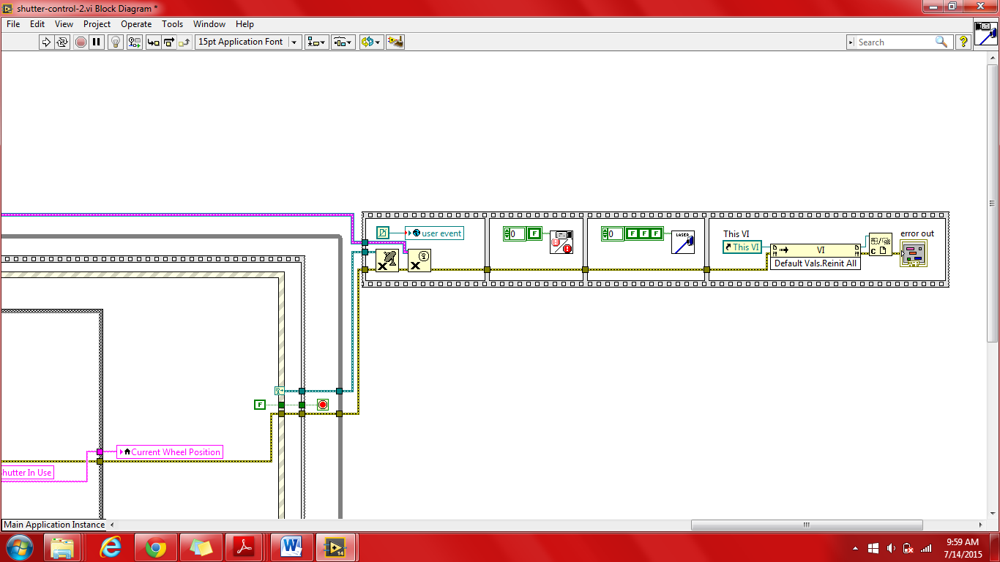 shutter-control-2.vi Block Diagram *
File Edit View Project Operate Tools Window Help
15pt Application Font
Search
This VI
error out
user event
0 F
0 F F F
LASER
This VI
VI
Default Vals.Reinit All
C
F
Current Wheel Position
Shutter In Use
Main Application Instance
9:59 AM
7/14/2015
W
14